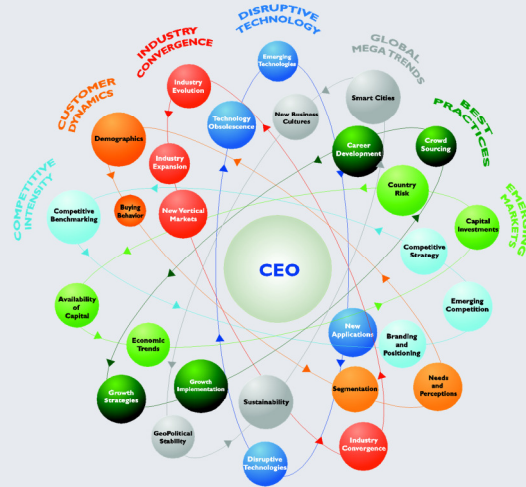 DISRUPTIVE
TECHNOLOGY
INDUSTRY
CONVERGENCE
GLOBAL
MEGA TRENDS
CUSTOMER
DYNAMICS
BEST
PRACTICES
COMPETITIVE
INTENSITY
EMERGING
MARKETS
Emerging
Technologies
Industry
Evolution
Smart Cities
Technology
Obsolescence
New Business
Cultures
Demographics
Career
Development
Crowd
Sourcing
Industry
Expansion
Country
Risk
Competitive
Benchmarking
Buying
Behavior
New Vertical
Markets
Capital
Investments
Competitive
Strategy
CEO
Availability
of
Capital
Emerging
Competition
New
Applications
Economic
Trends
Branding
and
Positioning
Growth
Strategies
Growth
Implementation
Sustainability
Segmentation
Needs
and
Perceptions
GeoPolitical
Stability
Industry
Convergence
Disruptive
Technologies